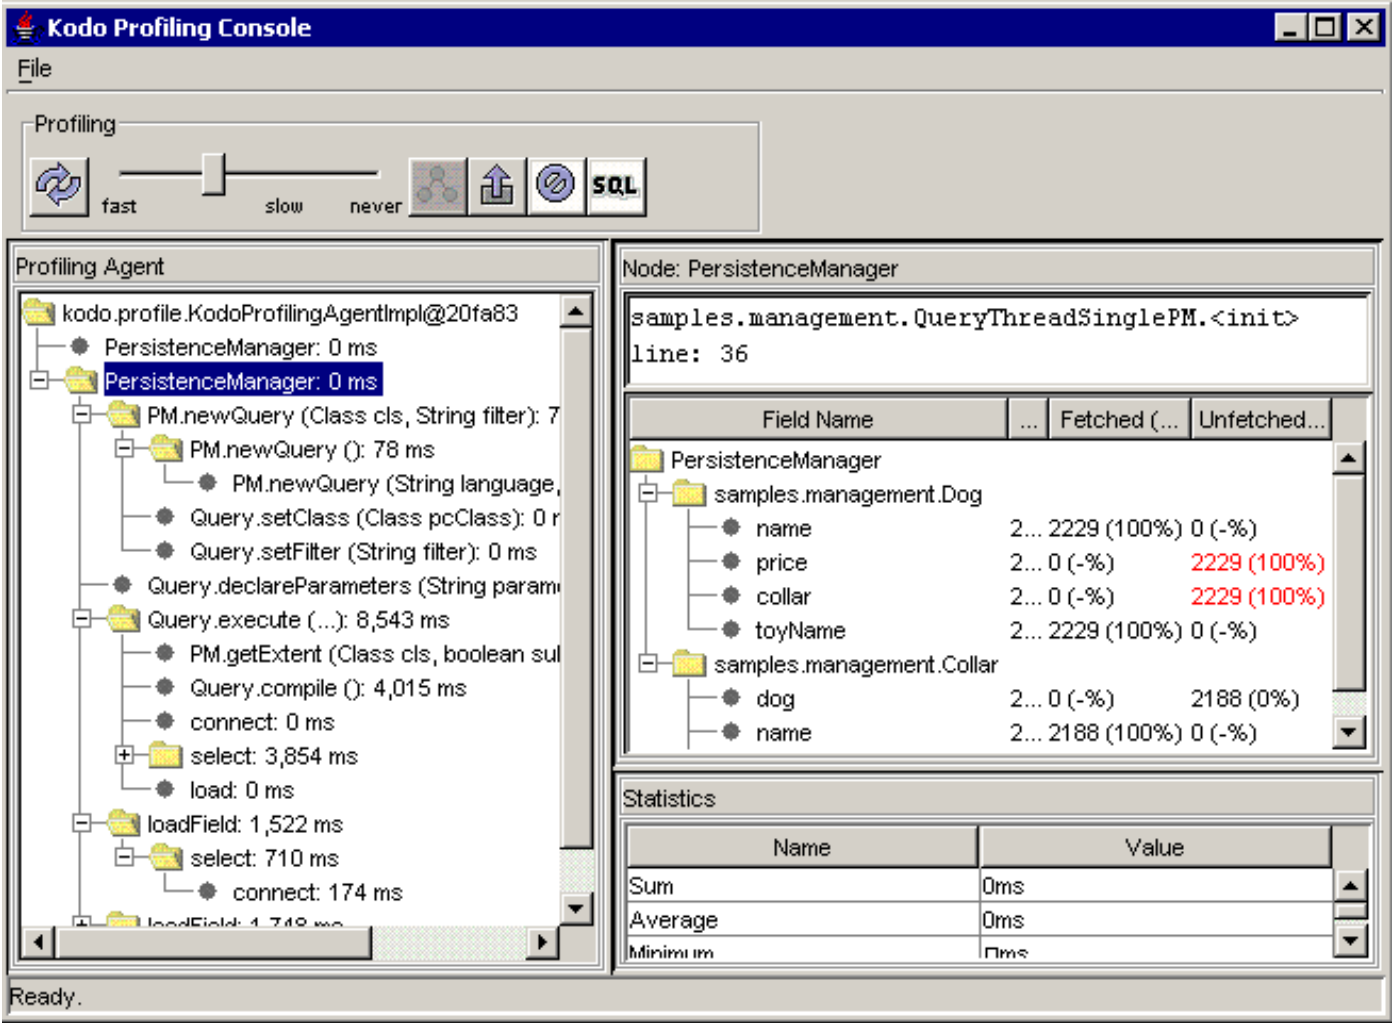 Kodo Profiling Console
File
Profiling
fast slow never SQL
Profiling Agent
kodo.profile.KodoProfilingAgentImpl@20fa83
PersistenceManager: 0 ms
PersistenceManager: 0 ms
PM.newQuery (Class cls, String filter): 7
PM.newQuery (): 78 ms
PM.newQuery (String language,
Query.setClass (Class pcClass): 0 r
Query.setFilter (String filter): 0 ms
Query.declareParameters (String param
Query.execute (...): 8,543 ms
PM.getExtent (Class cls, boolean sul
Query.compile (): 4,015 ms
connect: 0 ms
select: 3,854 ms
load: 0 ms
loadField: 1,522 ms
select: 710 ms
connect: 174 ms
loadField: 1,748 ms
Node: PersistenceManager
samples.management.QueryThreadSinglePM.<init>
line: 36
Field Name ... Fetched (... Unfetched...
PersistenceManager
samples.management.Dog
name 2... 2229 (100%) 0 (-%)
price 2... 0 (-%) 2229 (100%)
collar 2... 0 (-%) 2229 (100%)
toyName 2... 2229 (100%) 0 (-%)
samples.management.Collar
dog 2... 0 (-%) 2188 (0%)
name 2... 2188 (100%) 0 (-%)
Statistics
Name Value
Sum 0ms
Average 0ms
Minimum 0ms
Ready.